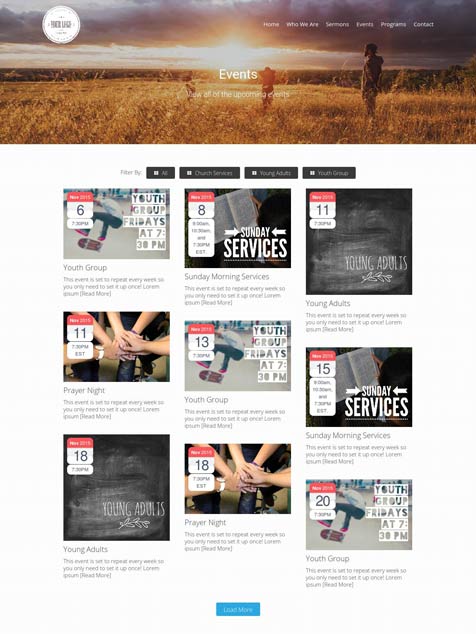 YOUR LOGO
Home
Who We Are
Sermons
Events
Programs
Contact
Events
View all of the upcoming events
Filter By:
All
Church Services
Young Adults
Youth Group
Nov 2015
6
7:30PM
YOUTH
GROUP
FRIDAYS
AT 7:
30 PM
Youth Group
This event is set to repeat every week so
you only need to set it up once! Lorem
ipsum [Read More]
Nov 2015
8
9:00am,
10:30am,
and
7:30PM
EST
SUNDAY
SERVICES
Sunday Morning Services
This event is set to repeat every week so
you only need to set it up once! Lorem
ipsum [Read More]
Nov 2015
11
7:30PM
YOUNG ADULTS
Young Adults
This event is set to repeat every week so
you only need to set it up once! Lorem
ipsum [Read More]
Nov 2015
11
7:30PM
EST
Prayer Night
This event is set to repeat every week so
you only need to set it up once! Lorem
ipsum [Read More]
Nov 2015
13
7:30PM
YOUTH
GROUP
FRIDAYS
AT 7:
30 PM
Youth Group
This event is set to repeat every week so
you only need to set it up once! Lorem
ipsum [Read More]
Nov 2015
15
9:00am,
10:30am,
and
7:30PM
EST
SUNDAY
SERVICES
Sunday Morning Services
This event is set to repeat every week so
you only need to set it up once! Lorem
ipsum [Read More]
Nov 2015
18
7:30PM
YOUNG ADULTS
Young Adults
This event is set to repeat every week so
you only need to set it up once! Lorem
ipsum [Read More]
Nov 2015
18
7:30PM
EST
Prayer Night
This event is set to repeat every week so
you only need to set it up once! Lorem
ipsum [Read More]
Nov 2015
20
7:30PM
YOUTH
GROUP
FRIDAYS
AT 7:
30 PM
Youth Group
This event is set to repeat every week so
you only need to set it up once! Lorem
ipsum [Read More]
Load More